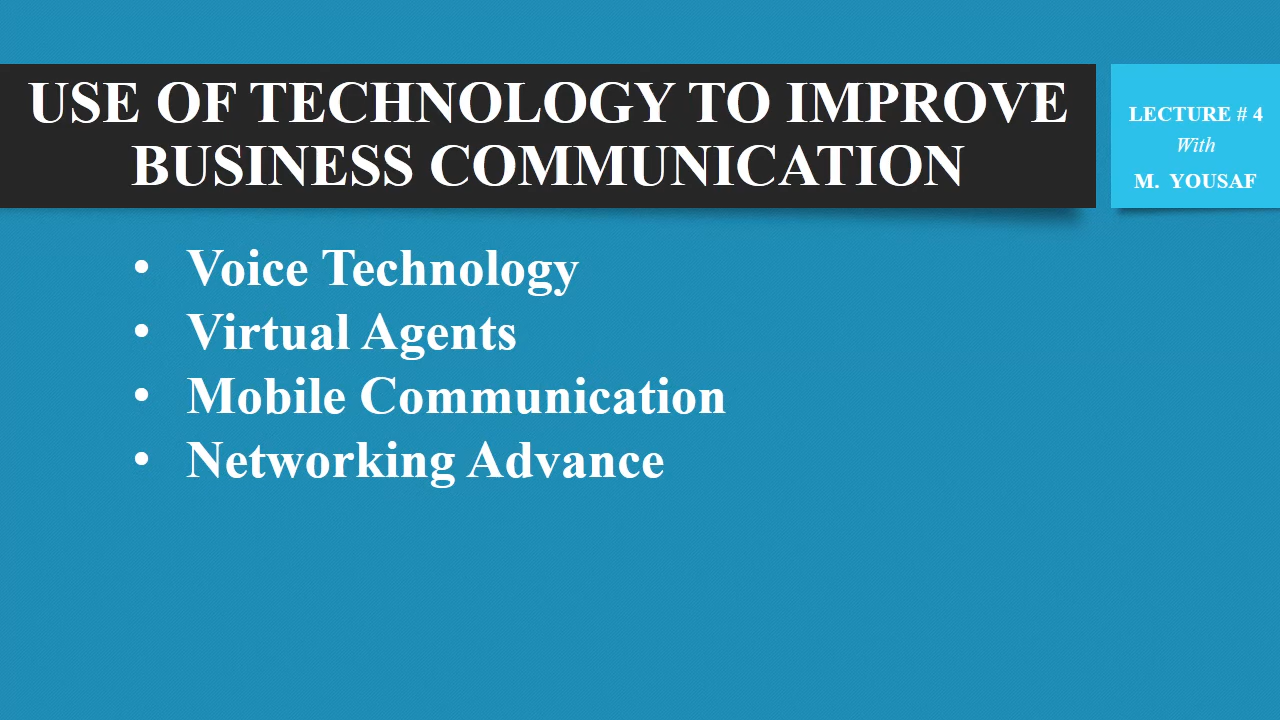 USE OF TECHNOLOGY TO IMPROVE
BUSINESS COMMUNICATION
LECTURE # 4
With
M. YOUSAF
• Voice Technology
• Virtual Agents
• Mobile Communication
• Networking Advance